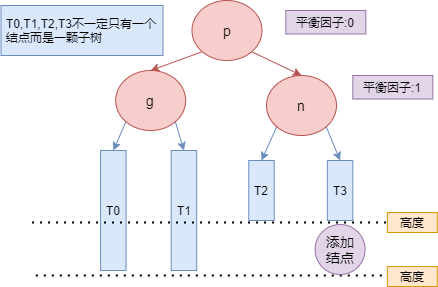 T0,T1,T2,T3不一定只有一个
结点而是一颗子树
p
平衡因子:0
g
n
平衡因子:1
T0
T1
T2
T3
高度
添加
结点
高度